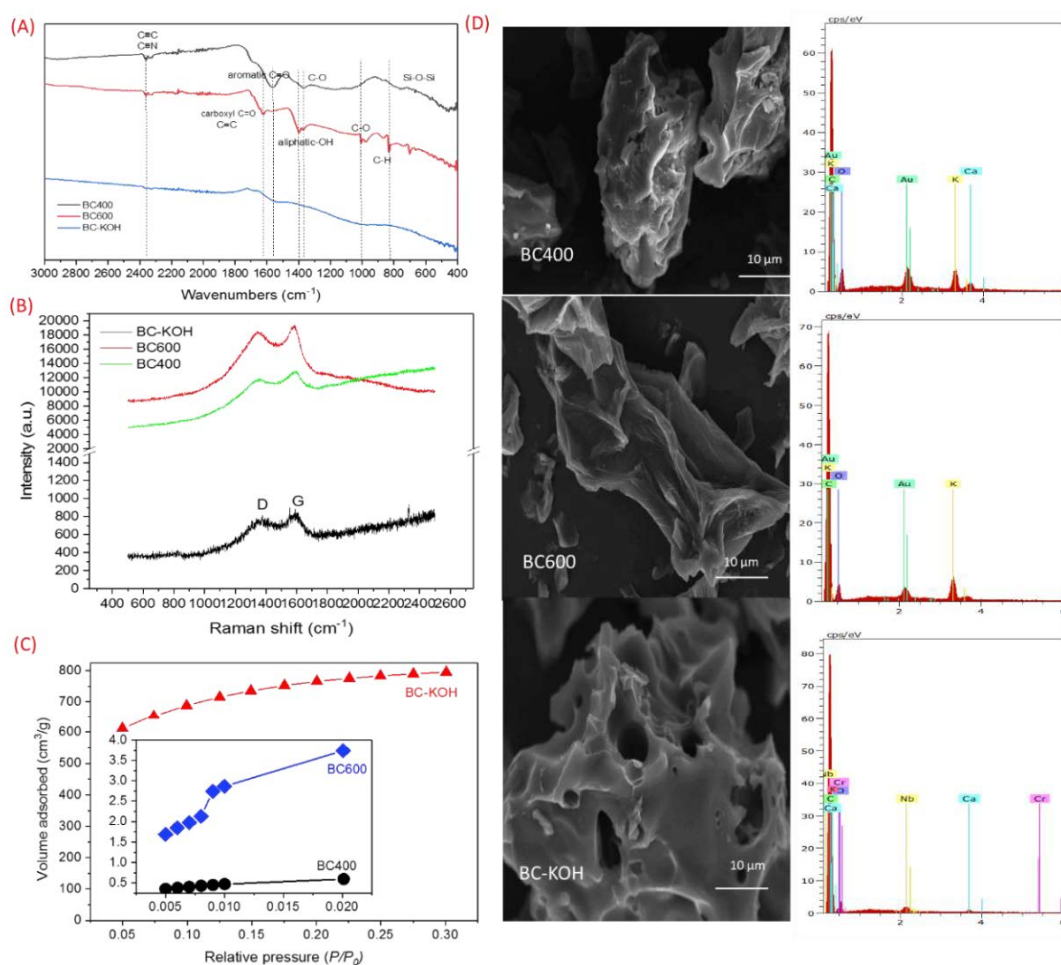 (A)
C=C
C≡N
aromatic C=O
C-O
Si-O-Si
carboxyl C=O
C=C
aliphatic-OH
C-O
C-H
BC400
BC600
BC-KOH
3000 2800 2600 2400 2200 2000 1800 1600 1400 1200 1000 800 600 400
Wavenumbers (cm⁻¹)
(B)
20000
18000
16000
14000
12000
10000
8000
6000
4000
2000
1400
1200
1000
800
600
400
200
0
Intensity (a.u.)
BC-KOH
BC600
BC400
D
G
400 600 800 1000 1200 1400 1600 1800 2000 2200 2400 2600
Raman shift (cm⁻¹)
(C)
800
700
600
500
400
300
200
100
0
Volume adsorbed (cm³/g)
BC-KOH
4.0
3.5
3.0
2.5
2.0
1.5
1.0
0.5
BC600
BC400
0.005 0.010 0.015 0.020
0.05 0.10 0.15 0.20 0.25 0.30
Relative pressure (P/P₀)
(D)
BC400
10 µm
BC600
10 µm
BC-KOH
10 µm
cps/eV
60
50
40
30
20
10
0
Au
K
C O
Ca
Au
K
Ca
2 4 6
cps/eV
70
60
50
40
30
20
10
0
Au
K
O
C
Au
K
2 4 6
cps/eV
80
70
60
50
40
30
20
10
0
Nb
Cr
K O
C
Ca
Nb
Ca
Cr
2 4 6